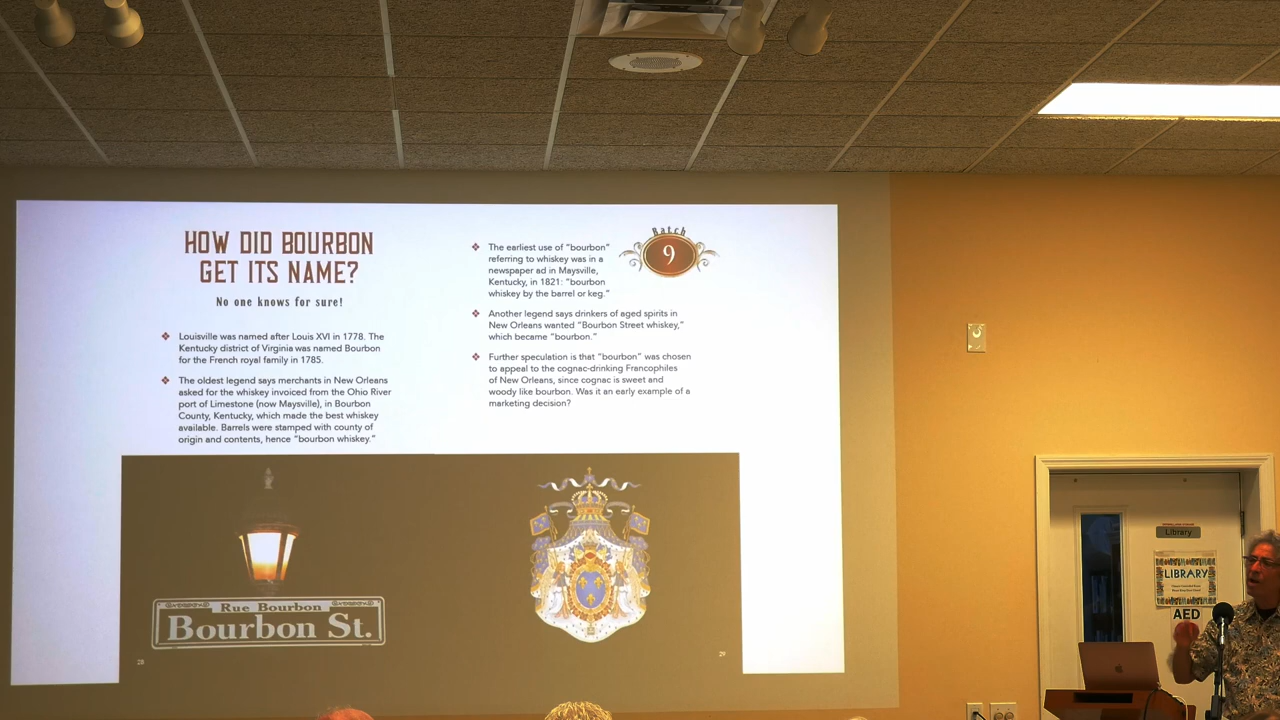 HOW DID BOURBON
GET ITS NAME?
No one knows for sure!
Louisville was named after Louis XVI in 1778. The
Kentucky district of Virginia was named Bourbon
for the French royal family in 1785.
The oldest legend says merchants in New Orleans
asked for the whiskey invoiced from the Ohio River
port of Limestone (now Maysville), in Bourbon
County, Kentucky, which made the best whiskey
available. Barrels were stamped with county of
origin and contents, hence "bourbon whiskey."
Batch
9
The earliest use of "bourbon"
referring to whiskey was in a
newspaper ad in Maysville,
Kentucky, in 1821: "bourbon
whiskey by the barrel or keg."
Another legend says drinkers of aged spirits in
New Orleans wanted "Bourbon Street whiskey,"
which became "bourbon."
Further speculation is that "bourbon" was chosen
to appeal to the cognac-drinking Francophiles
of New Orleans, since cognac is sweet and
woody like bourbon. Was it an early example of a
marketing decision?
Rue Bourbon
Bourbon St.
28
29
Library
LIBRARY
AED